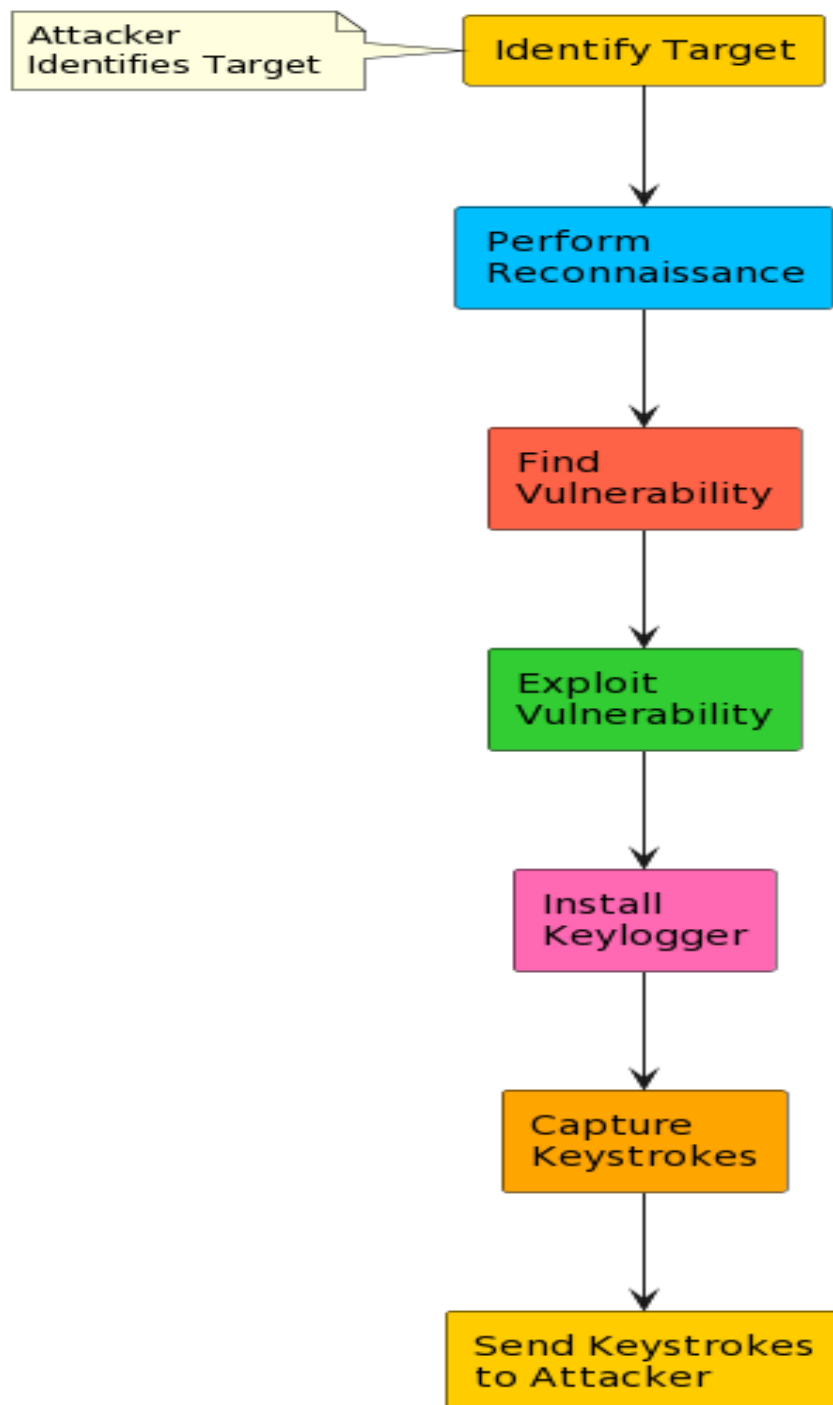 Attacker
Identifies Target
Identify Target
Perform
Reconnaissance
Find
Vulnerability
Exploit
Vulnerability
Install
Keylogger
Capture
Keystrokes
Send Keystrokes
to Attacker